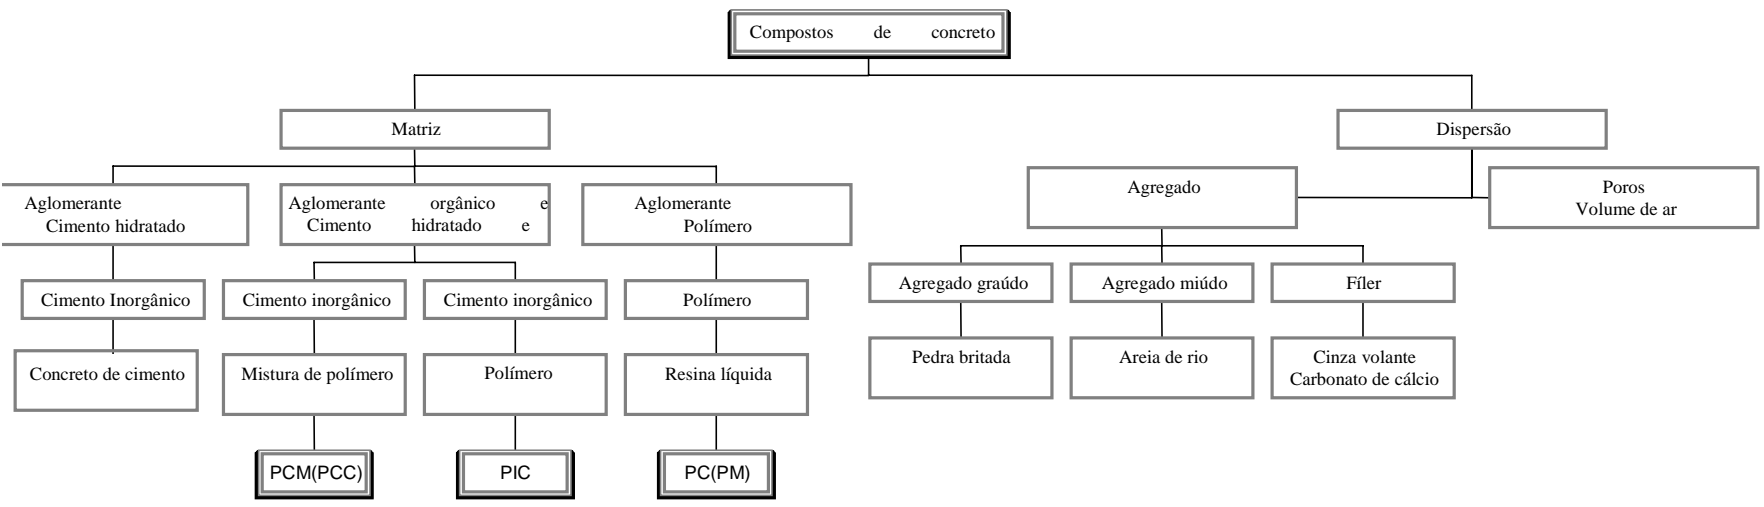 Compostos de concreto
Matriz
Dispersão
Aglomerante
Cimento hidratado
Aglomerante orgânico e
Cimento hidratado e
Aglomerante
Polímero
Agregado
Poros
Volume de ar
Cimento Inorgânico
Cimento inorgânico
Cimento inorgânico
Polímero
Agregado graúdo
Agregado miúdo
Fíler
Concreto de cimento
Mistura de polímero
Polímero
Resina líquida
Pedra britada
Areia de rio
Cinza volante
Carbonato de cálcio
PCM(PCC)
PIC
PC(PM)